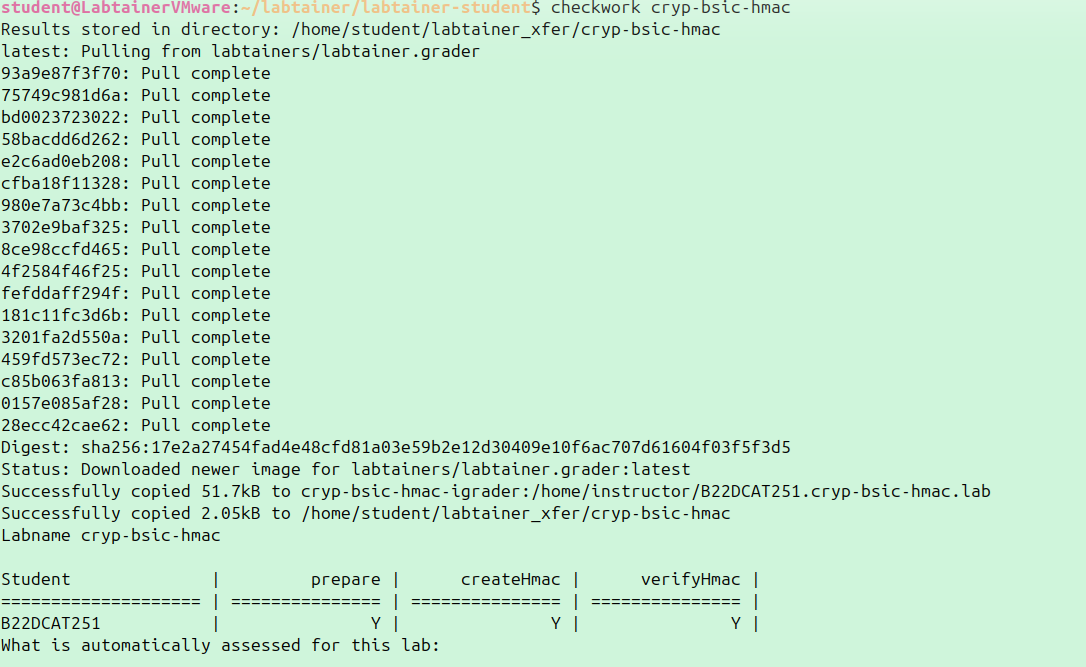 student@LabtainerVMware:~/labtainer/labtainer-student$ checkwork cryp-bsic-hmac
Results stored in directory: /home/student/labtainer_xfer/cryp-bsic-hmac
latest: Pulling from labtainers/labtainer.grader
93a9e87f3f70: Pull complete
75749c981d6a: Pull complete
bd0023723022: Pull complete
58bacdd6d262: Pull complete
e2c6ad0eb208: Pull complete
cfba18f11328: Pull complete
980e7a73c4bb: Pull complete
3702e9baf325: Pull complete
8ce98ccfd465: Pull complete
4f2584f46f25: Pull complete
fefddaff294f: Pull complete
181c11fc3d6b: Pull complete
3201fa2d550a: Pull complete
459fd573ec72: Pull complete
c85b063fa813: Pull complete
0157e085af28: Pull complete
28ecc42cae62: Pull complete
Digest: sha256:17e2a27454fad4e48cfd81a03e59b2e12d30409e10f6ac707d61604f03f5f3d5
Status: Downloaded newer image for labtainers/labtainer.grader:latest
Successfully copied 51.7kB to cryp-bsic-hmac-igrader:/home/instructor/B22DCAT251.cryp-bsic-hmac.lab
Successfully copied 2.05kB to /home/student/labtainer_xfer/cryp-bsic-hmac
Labname cryp-bsic-hmac
Student              |         prepare |      createHmac |      verifyHmac |
==================== | =============== | =============== | =============== |
B22DCAT251           |               Y |               Y |               Y |
What is automatically assessed for this lab: